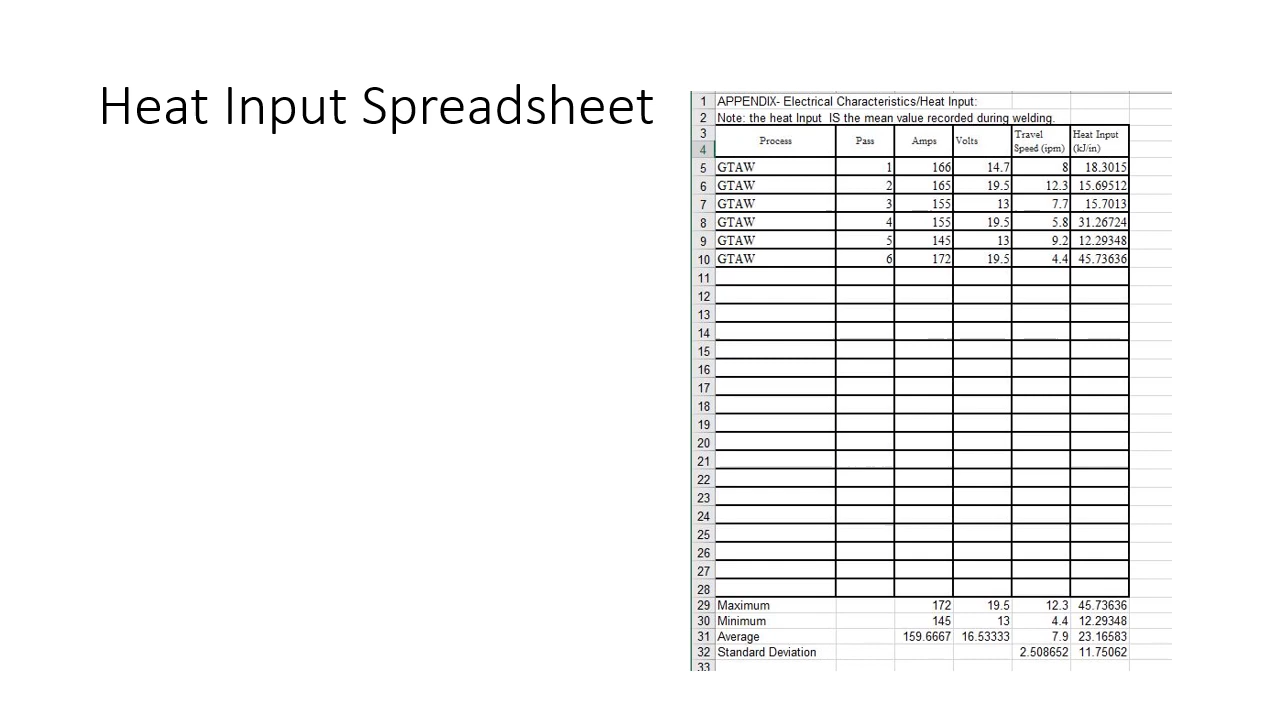 Heat Input Spreadsheet
1 APPENDIX- Electrical Characteristics/Heat Input:
2 Note: the heat Input IS the mean value recorded during welding.
3 Process Pass Amps Volts Travel Heat Input
4 Speed (ipm) (kJ/in)
5 GTAW 1 166 14.7 8 18.3015
6 GTAW 2 165 19.5 12.3 15.69512
7 GTAW 3 155 13 7.7 15.7013
8 GTAW 4 155 19.5 5.8 31.26724
9 GTAW 5 145 13 9.2 12.29348
10 GTAW 6 172 19.5 4.4 45.73636
11
12
13
14
15
16
17
18
19
20
21
22
23
24
25
26
27
28
29 Maximum 172 19.5 12.3 45.73636
30 Minimum 145 13 4.4 12.29348
31 Average 159.6667 16.53333 7.9 23.16583
32 Standard Deviation 2.508652 11.75062
33